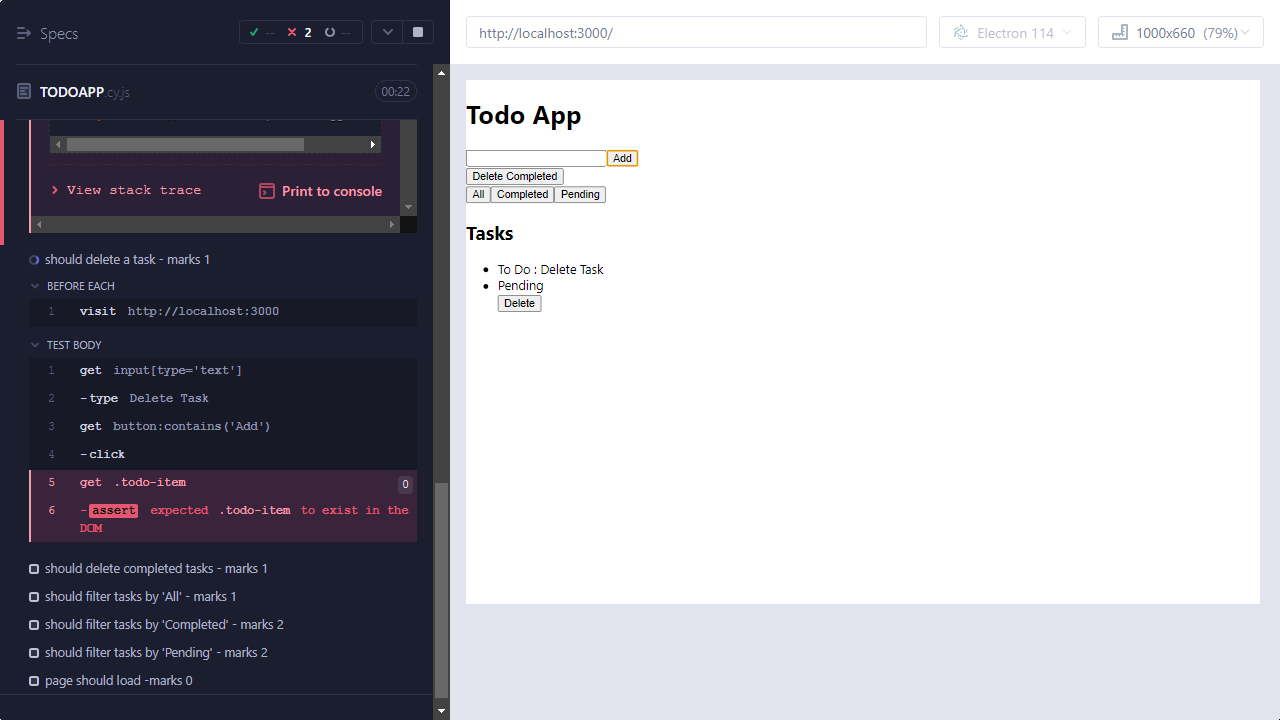 Specs
-- 2 --
TODOAPP.cy.js 00:22
View stack trace
Print to console
should delete a task - marks 1
BEFORE EACH
1 visit http://localhost:3000
TEST BODY
1 get input[type='text']
2 -type Delete Task
3 get button:contains('Add')
4 -click
5 get .todo-item 0
6 -assert expected .todo-item to exist in the
DOM
should delete completed tasks - marks 1
should filter tasks by 'All' - marks 1
should filter tasks by 'Completed' - marks 2
should filter tasks by 'Pending' - marks 2
page should load -marks 0
http://localhost:3000/
Electron 114
1000x660 (79%)
Todo App
Add
Delete Completed
All Completed Pending
Tasks
To Do : Delete Task
Pending
Delete